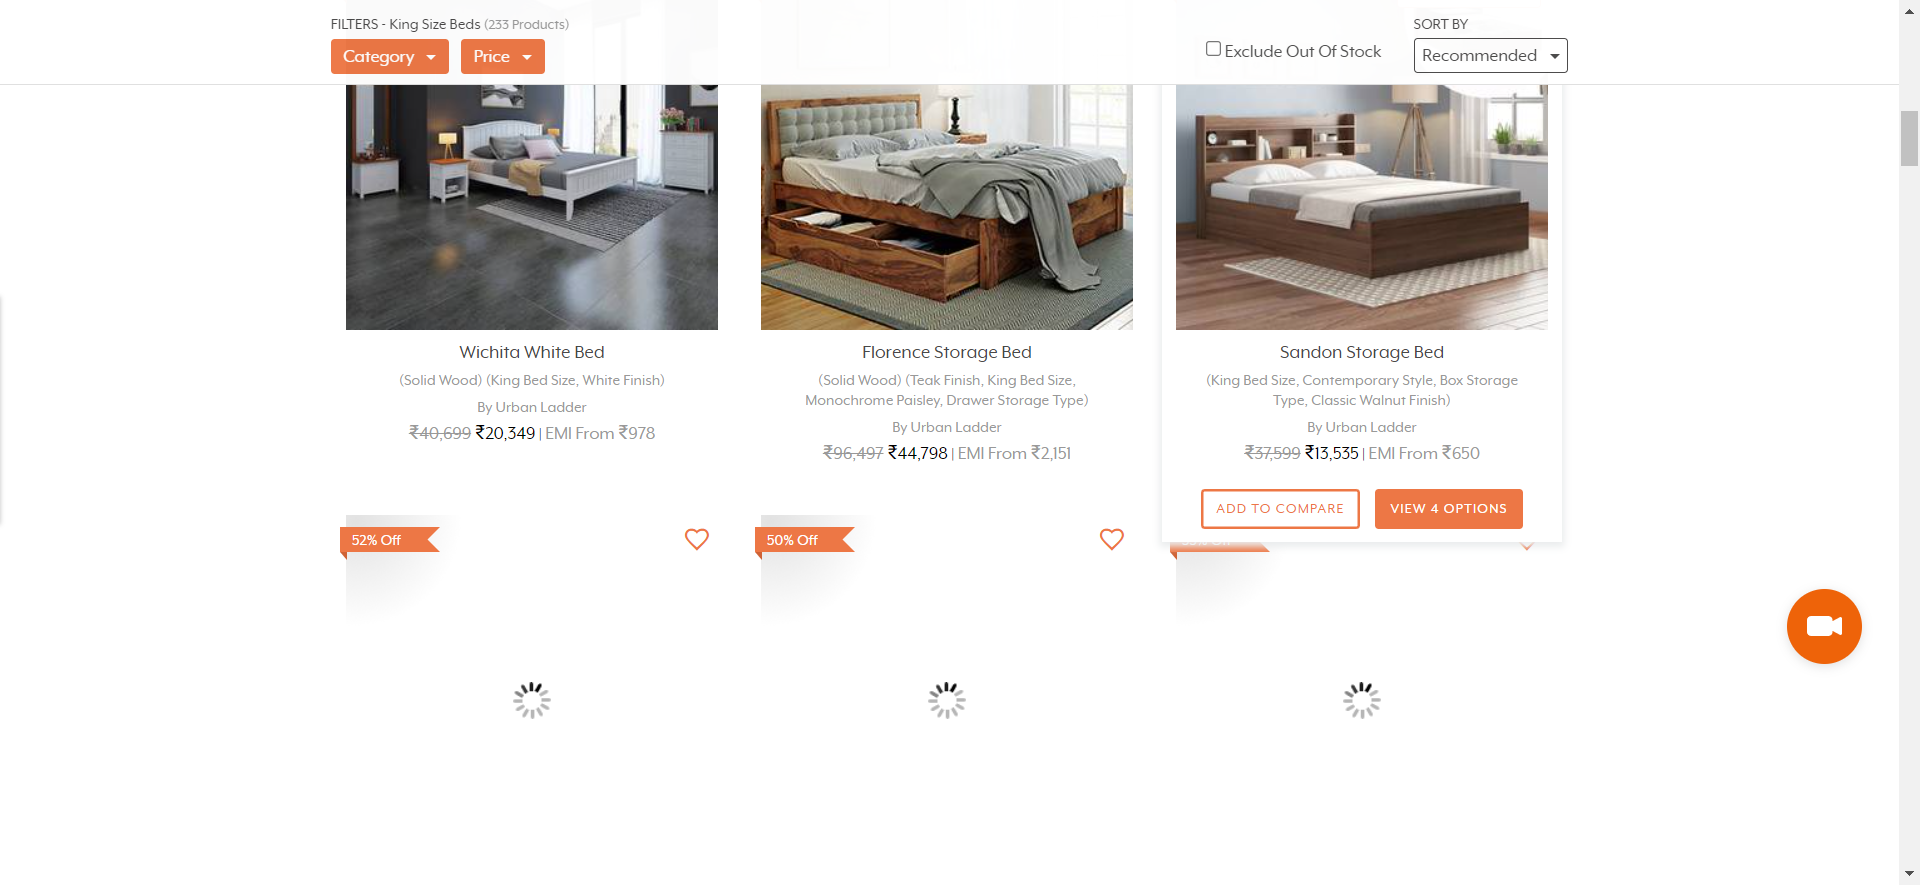 FILTERS - King Size Beds (233 Products)
Category
Price
Exclude Out Of Stock
SORT BY
Recommended
Wichita White Bed
(Solid Wood) (King Bed Size, White Finish)
By Urban Ladder
₹40,699 ₹20,349 | EMI From ₹978
Florence Storage Bed
(Solid Wood) (Teak Finish, King Bed Size,
Monochrome Paisley, Drawer Storage Type)
By Urban Ladder
₹96,497 ₹44,798 | EMI From ₹2,151
Sandon Storage Bed
(King Bed Size, Contemporary Style, Box Storage
Type, Classic Walnut Finish)
By Urban Ladder
₹37,599 ₹13,535 | EMI From ₹650
ADD TO COMPARE
VIEW 4 OPTIONS
52% Off
50% Off